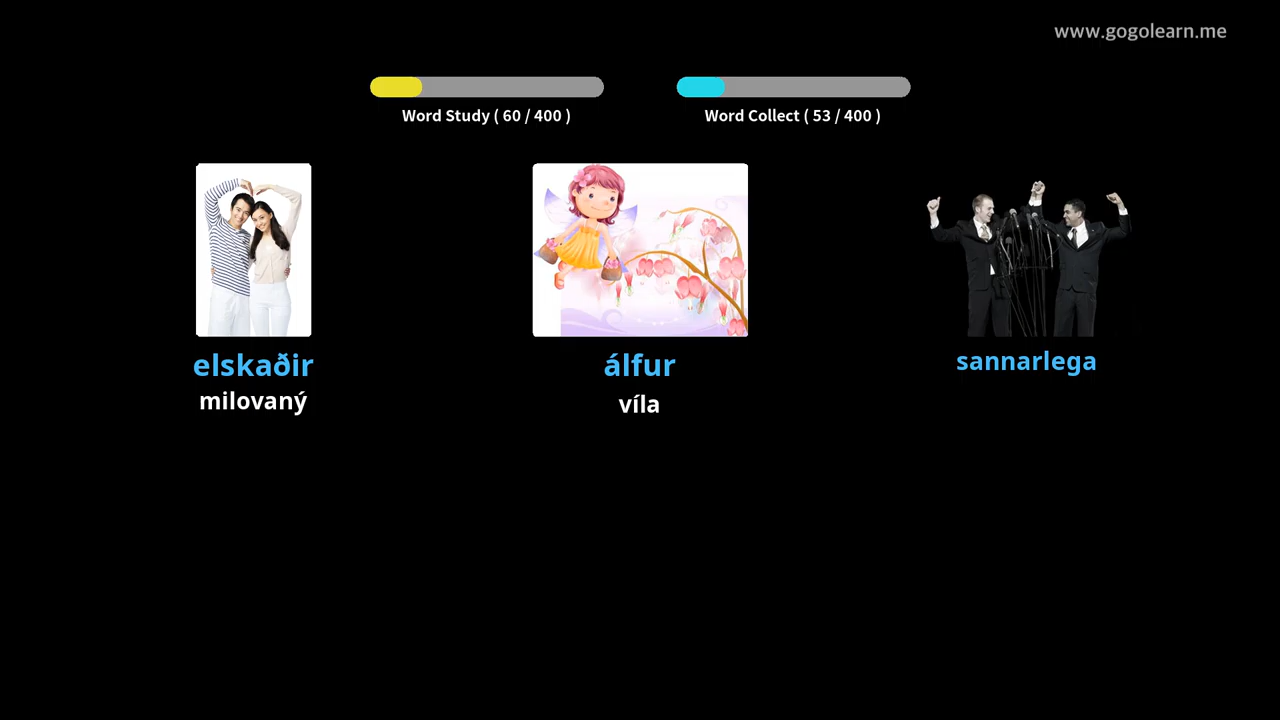 www.gogolearn.me
Word Study ( 60 / 400 )
Word Collect ( 53 / 400 )
elskaðir
milovaný
álfur
víla
sannarlega